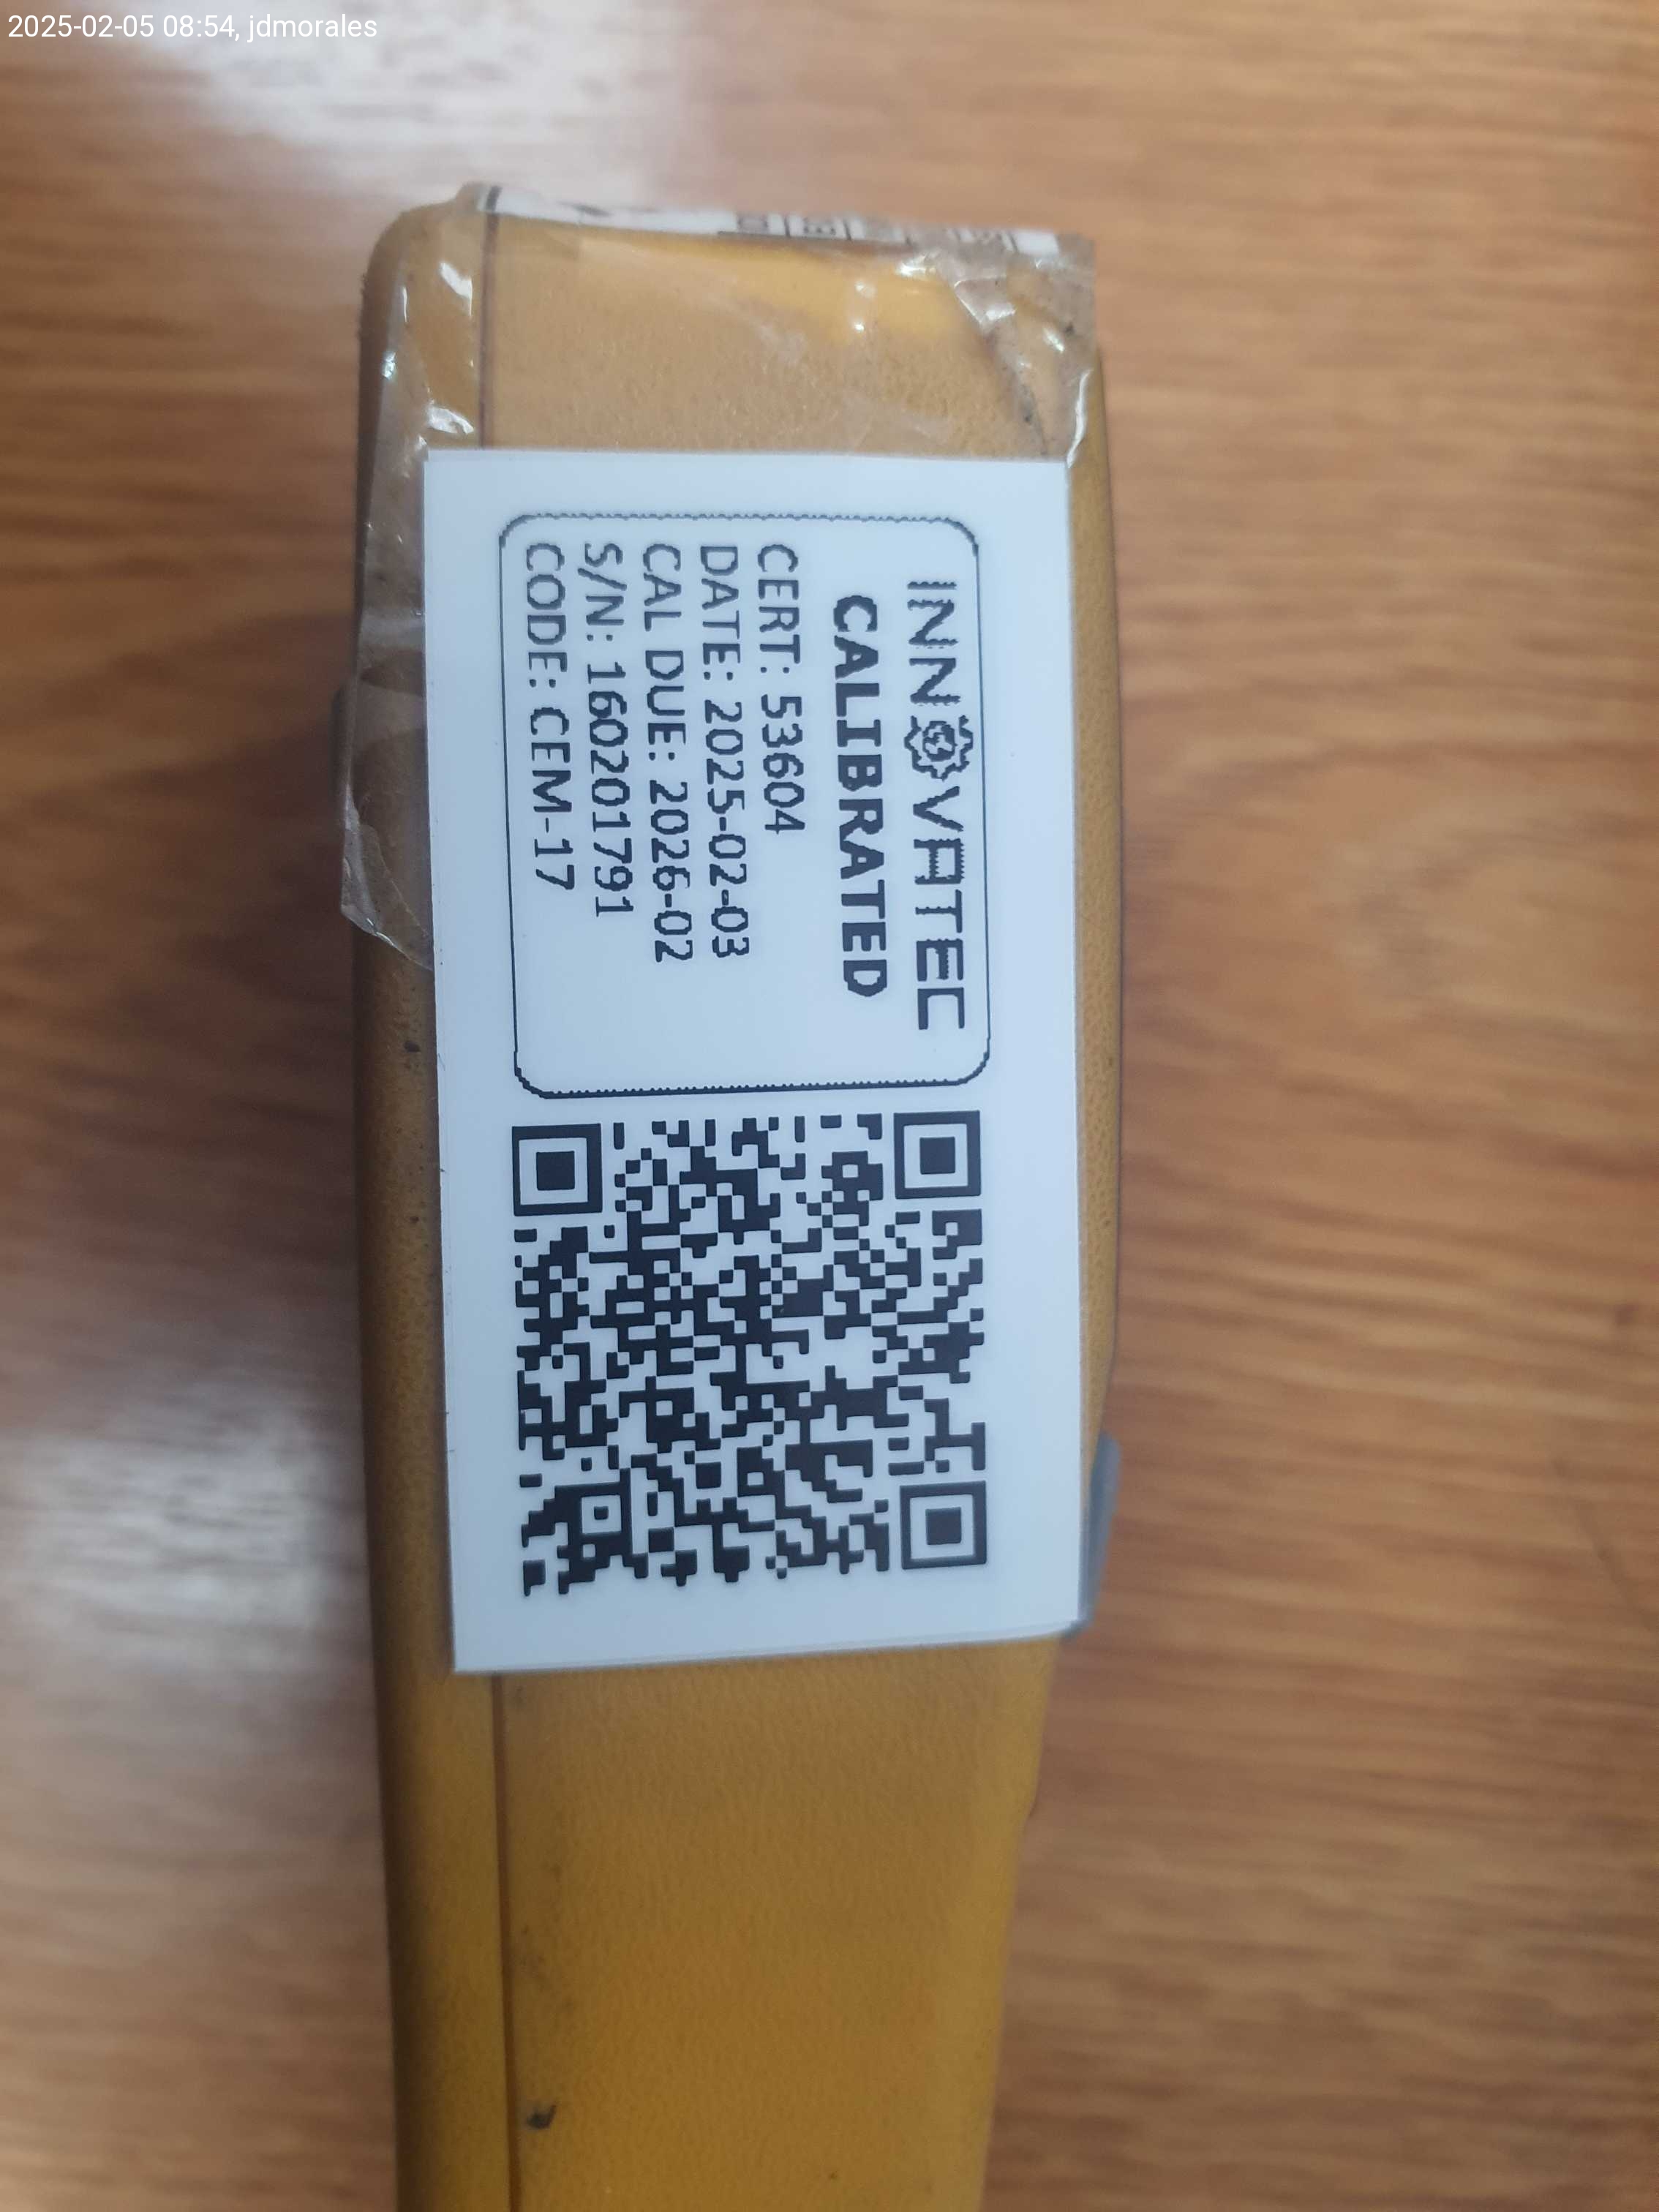 2025-02-05 08:54, jdmorales
INNOVATEC
CALIBRATED
CERT: 53604
DATE: 2025-02-03
CAL DUE: 2026-02
S/N: 160201791
CODE: CEM-17